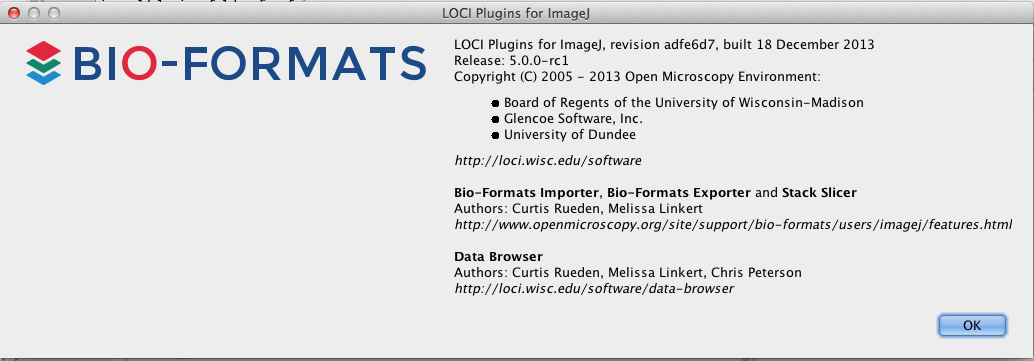 LOCI Plugins for ImageJ
BIO-FORMATS
LOCI Plugins for ImageJ, revision adfe6d7, built 18 December 2013
Release: 5.0.0-rc1
Copyright (C) 2005 - 2013 Open Microscopy Environment:
● Board of Regents of the University of Wisconsin-Madison
● Glencoe Software, Inc.
● University of Dundee
http://loci.wisc.edu/software
Bio-Formats Importer, Bio-Formats Exporter and Stack Slicer
Authors: Curtis Rueden, Melissa Linkert
http://www.openmicroscopy.org/site/support/bio-formats/users/imagej/features.html
Data Browser
Authors: Curtis Rueden, Melissa Linkert, Chris Peterson
http://loci.wisc.edu/software/data-browser
OK